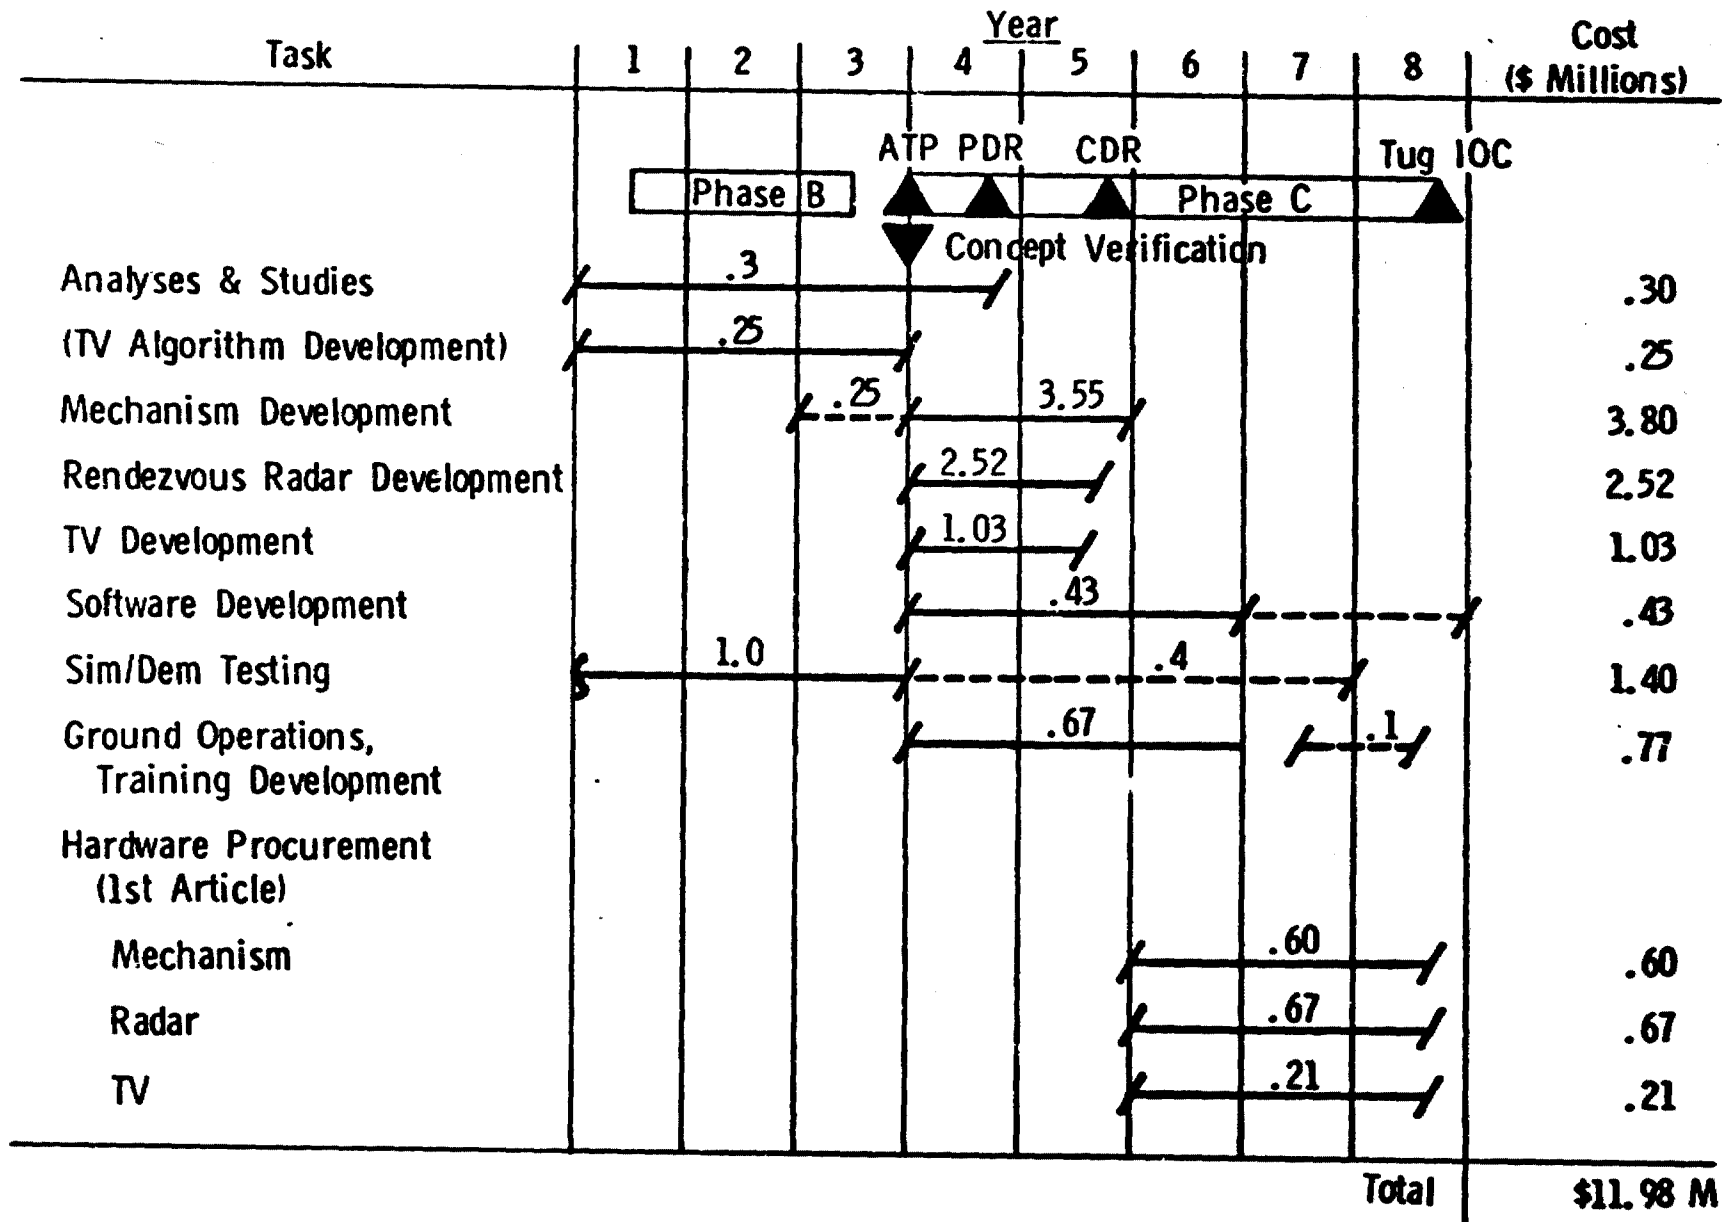 Year
Task 1 2 3 4 5 6 7 8 Cost
($ Millions)
ATP PDR CDR Tug IOC
Phase B Phase C
Concept Verification
Analyses & Studies .3 .30
(TV Algorithm Development) .25 .25
Mechanism Development .25 3.55 3.80
Rendezvous Radar Development 2.52 2.52
TV Development 1.03 1.03
Software Development .43 .43
Sim/Dem Testing 1.0 .4 1.40
Ground Operations, .67 .1 .77
Training Development
Hardware Procurement
(1st Article)
Mechanism .60 .60
Radar .67 .67
TV .21 .21
Total $11.98 M